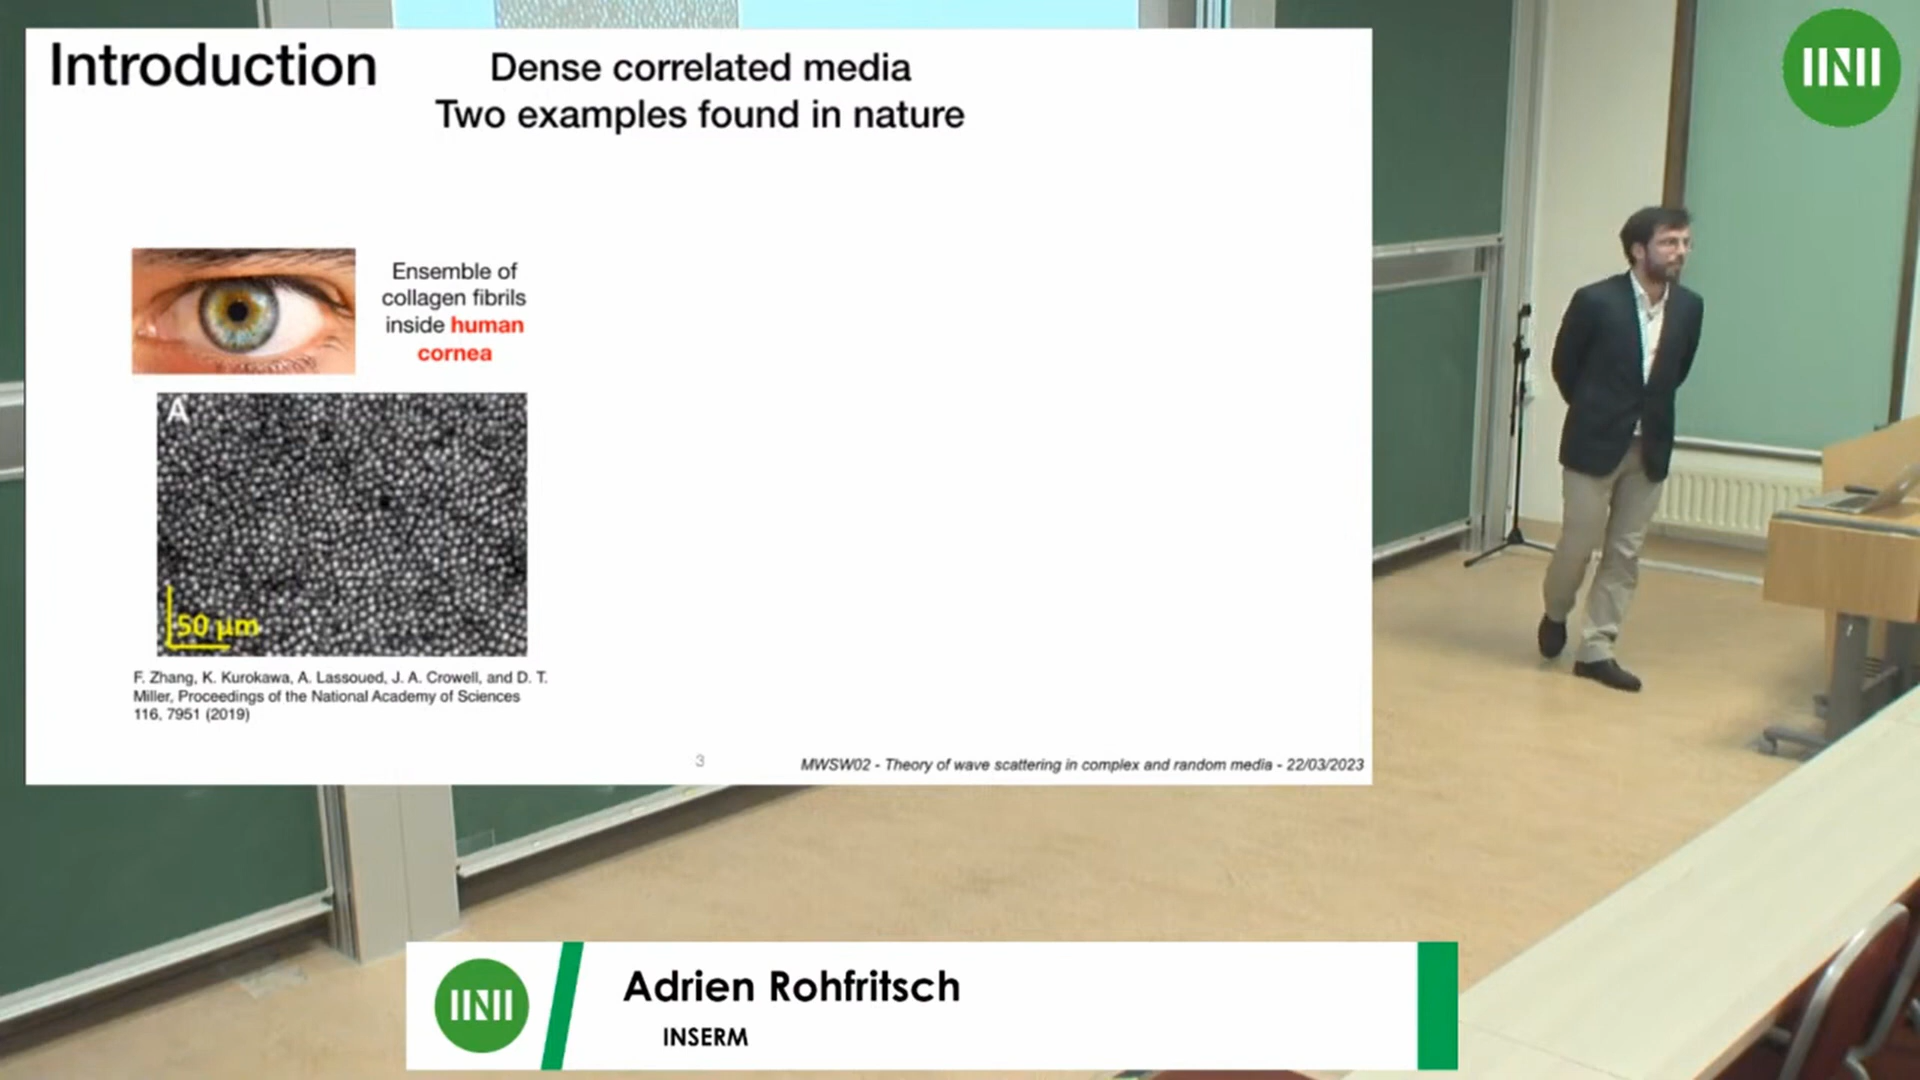 Introduction
Dense correlated media
Two examples found in nature
Ensemble of
collagen fibrils
inside human
cornea
A
50 µm
F. Zhang, K. Kurokawa, A. Lassoued, J. A. Crowell, and D. T.
Miller, Proceedings of the National Academy of Sciences
116, 7951 (2019)
3
MWSW02 - Theory of wave scattering in complex and random media - 22/03/2023
Adrien Rohfritsch
INSERM